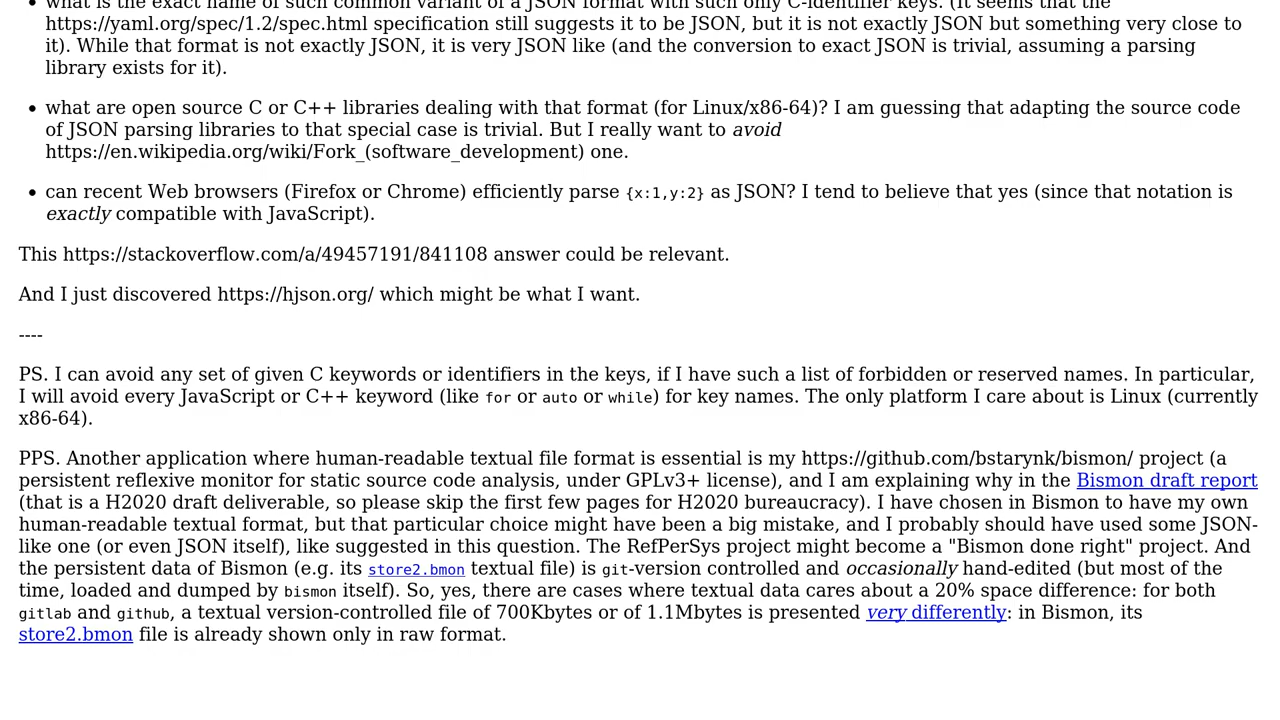 what is the exact name of such common variant of a JSON format with such only C-identifier keys. (It seems that the
https://yaml.org/spec/1.2/spec.html specification still suggests it to be JSON, but it is not exactly JSON but something very close to
it). While that format is not exactly JSON, it is very JSON like (and the conversion to exact JSON is trivial, assuming a parsing
library exists for it).
• what are open source C or C++ libraries dealing with that format (for Linux/x86-64)? I am guessing that adapting the source code
of JSON parsing libraries to that special case is trivial. But I really want to avoid
https://en.wikipedia.org/wiki/Fork_(software_development) one.
• can recent Web browsers (Firefox or Chrome) efficiently parse {x:1,y:2} as JSON? I tend to believe that yes (since that notation is
exactly compatible with JavaScript).
This https://stackoverflow.com/a/49457191/841108 answer could be relevant.
And I just discovered https://hjson.org/ which might be what I want.
----
PS. I can avoid any set of given C keywords or identifiers in the keys, if I have such a list of forbidden or reserved names. In particular,
I will avoid every JavaScript or C++ keyword (like for or auto or while) for key names. The only platform I care about is Linux (currently
x86-64).
PPS. Another application where human-readable textual file format is essential is my https://github.com/bstarynk/bismon/ project (a
persistent reflexive monitor for static source code analysis, under GPLv3+ license), and I am explaining why in the Bismon draft report
(that is a H2020 draft deliverable, so please skip the first few pages for H2020 bureaucracy). I have chosen in Bismon to have my own
human-readable textual format, but that particular choice might have been a big mistake, and I probably should have used some JSON-
like one (or even JSON itself), like suggested in this question. The RefPerSys project might become a "Bismon done right" project. And
the persistent data of Bismon (e.g. its store2.bmon textual file) is git-version controlled and occasionally hand-edited (but most of the
time, loaded and dumped by bismon itself). So, yes, there are cases where textual data cares about a 20% space difference: for both
gitlab and github, a textual version-controlled file of 700Kbytes or of 1.1Mbytes is presented very differently: in Bismon, its
store2.bmon file is already shown only in raw format.